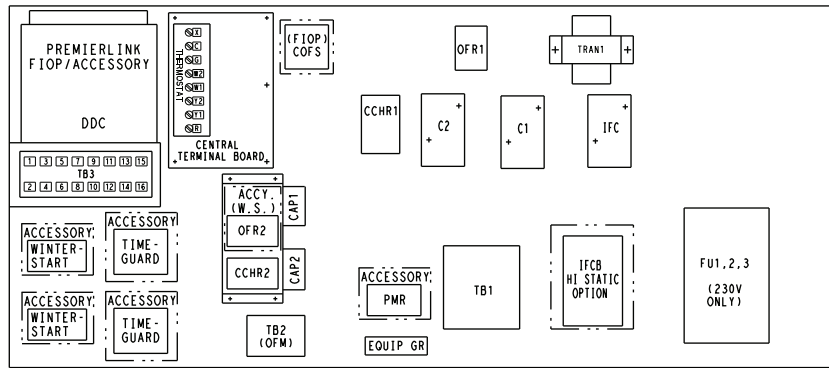 PREMIERLINK
FIOP/ACCESSORY
DDC
1 3 5 7 9 11 13 15
TB3
2 4 6 8 10 12 14 16
THERMOSTAT
X
C
G
W2
W1
Y2
Y1
R
CENTRAL
TERMINAL BOARD
(FIOP)
COFS
OFR1
TRAN1
CCHR1
C2
C1
IFC
ACCY.
(W.S.)
OFR2
CAP1
CCHR2
CAP2
ACCESSORY
WINTER-
START
ACCESSORY
TIME-
GUARD
ACCESSORY
WINTER-
START
ACCESSORY
TIME-
GUARD
TB2
(OFM)
ACCESSORY
PMR
EQUIP GR
TB1
IFCB
HI STATIC
OPTION
FU1,2,3
(230V
ONLY)